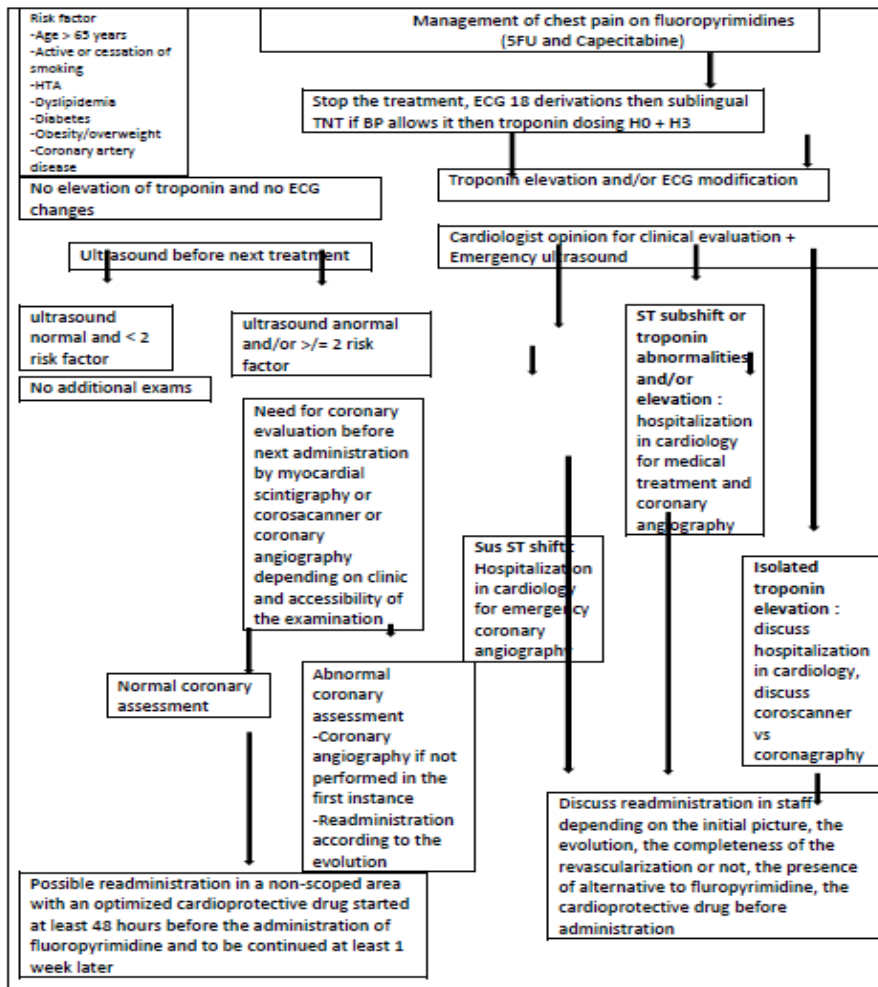 Risk factor
-Age > 65 years
-Active or cessation of
smoking
-HTA
-Dyslipidemia
-Diabetes
-Obesity/overweight
-Coronary artery
disease
Management of chest pain on fluoropyrimidines
(5FU and Capecitabine)
Stop the treatment, ECG 18 derivations then sublingual
TNT if BP allows it then troponin dosing H0 + H3
No elevation of troponin and no ECG
changes
Troponin elevation and/or ECG modification
Ultrasound before next treatment
Cardiologist opinion for clinical evaluation +
Emergency ultrasound
ultrasound
normal and < 2
risk factor
ultrasound anormal
and/or >/= 2 risk
factor
No additional exams
Need for coronary
evaluation before
next administration
by myocardial
scintigraphy or
corosacanner or
coronary
angiography
depending on clinic
and accessibility of
the examination
ST subshift or
troponin
abnormalities
and/or
elevation :
hospitalization
in cardiology
for medical
treatment and
coronary
angiography
Sus ST shift :
Hospitalization
in cardiology
for emergency
coronary
angiography
Isolated
troponin
elevation :
discuss
hospitalization
in cardiology,
discuss
coroscanner
vs
coronagraphy
Normal coronary
assessment
Abnormal
coronary
assessment
-Coronary
angiography if not
performed in the
first instance
-Readministration
according to the
evolution
Possible readministration in a non-scoped area
with an optimized cardioprotective drug started
at least 48 hours before the administration of
fluoropyrimidine and to be continued at least 1
week later
Discuss readministration in staff
depending on the initial picture, the
evolution, the completeness of the
revascularization or not, the presence
of alternative to fluropyrimidine, the
cardioprotective drug before
administration